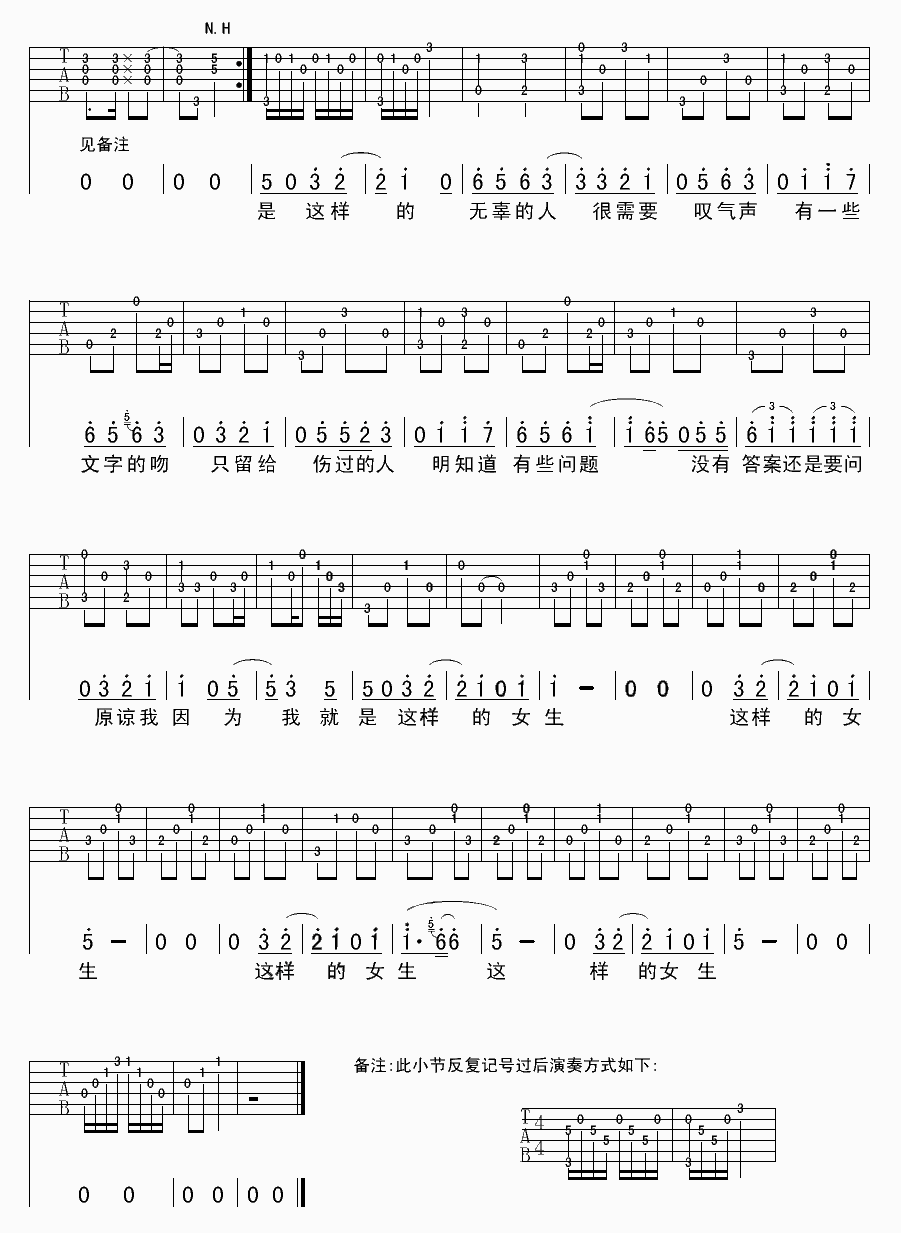 N.H
见备注
0 0 0 0 5 0 3 2 2 1 0 6 5 6 3 3 3 2 1 0 5 6 3 0 1 1 7
是 这样 的 无辜的人 很需要 叹气声 有一些
6 5 5 6 3 0 3 2 1 0 5 5 2 3 0 1 1 7 6 5 6 1 1 6 5 0 5 5 6 1 1 1 1 1
文字的吻 只留给 伤过的人 明知道 有些问题 没有 答案还是要问
0 3 2 1 1 0 5 5 3 5 5 0 3 2 2 1 0 1 1 - 0 0 0 3 2 2 1 0 1
原谅我 因 为 我 就 是 这样 的 女 生 这样 的 女
5 - 0 0 0 3 2 2 1 0 1 1· 5 6 6 5 - 0 3 2 2 1 0 1 5 - 0 0
生 这样 的 女 生 这 样 的 女 生
备注:此小节反复记号过后演奏方式如下:
0 0 0 0 0 0